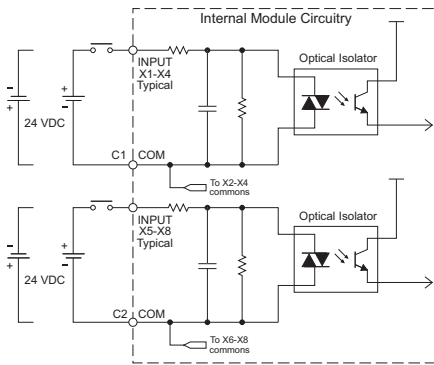 Internal Module Circuitry
INPUT
X1-X4
Typical
Optical Isolator
-
+
+
-
24 VDC
C1
COM
To X2-X4
commons
INPUT
X5-X8
Typical
Optical Isolator
-
+
+
-
24 VDC
C2
COM
To X6-X8
commons